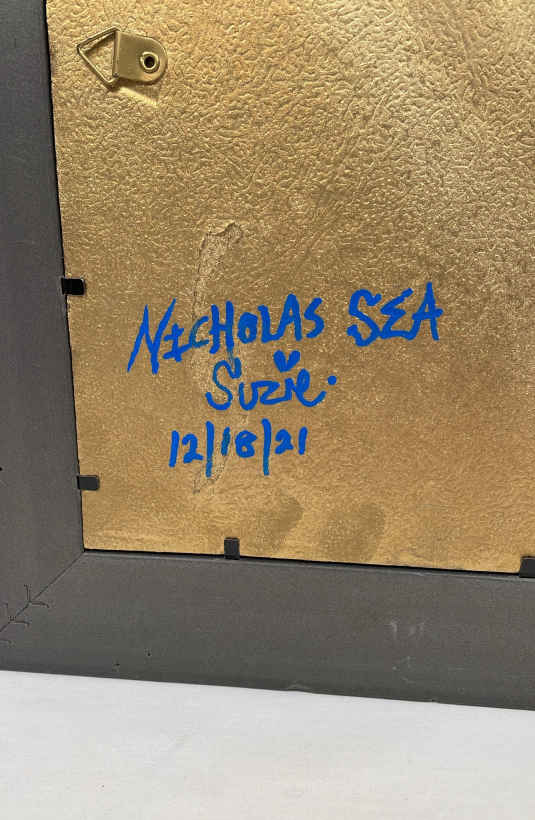 NICHOLAS SEA
Suzie.
12/18/21